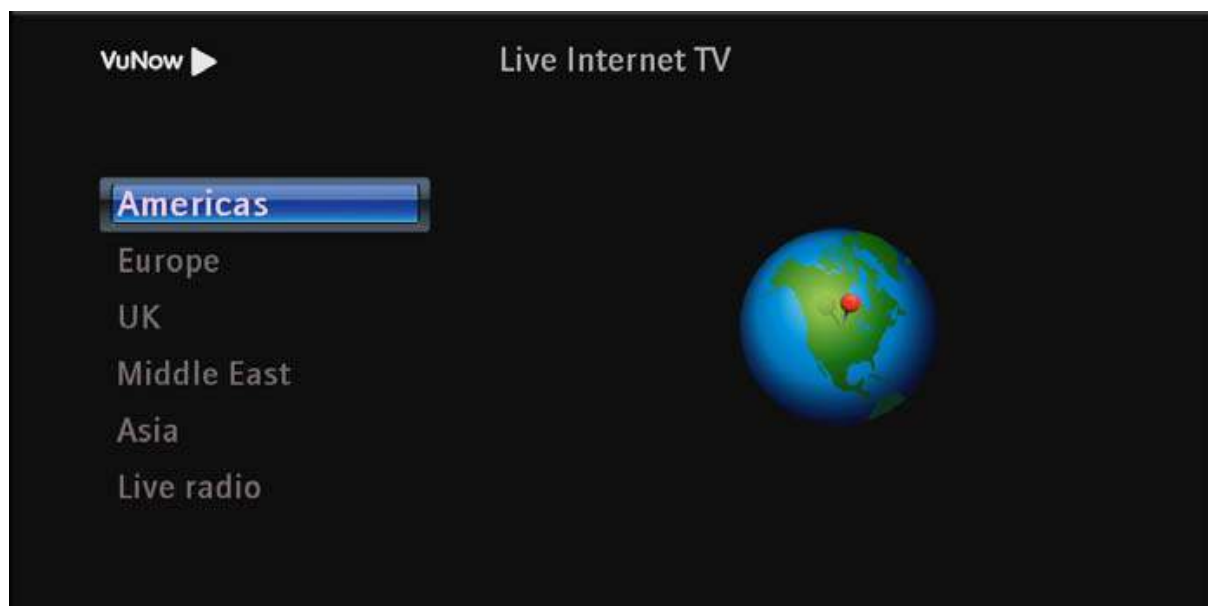 VuNow
Live Internet TV
Americas
Europe
UK
Middle East
Asia
Live radio